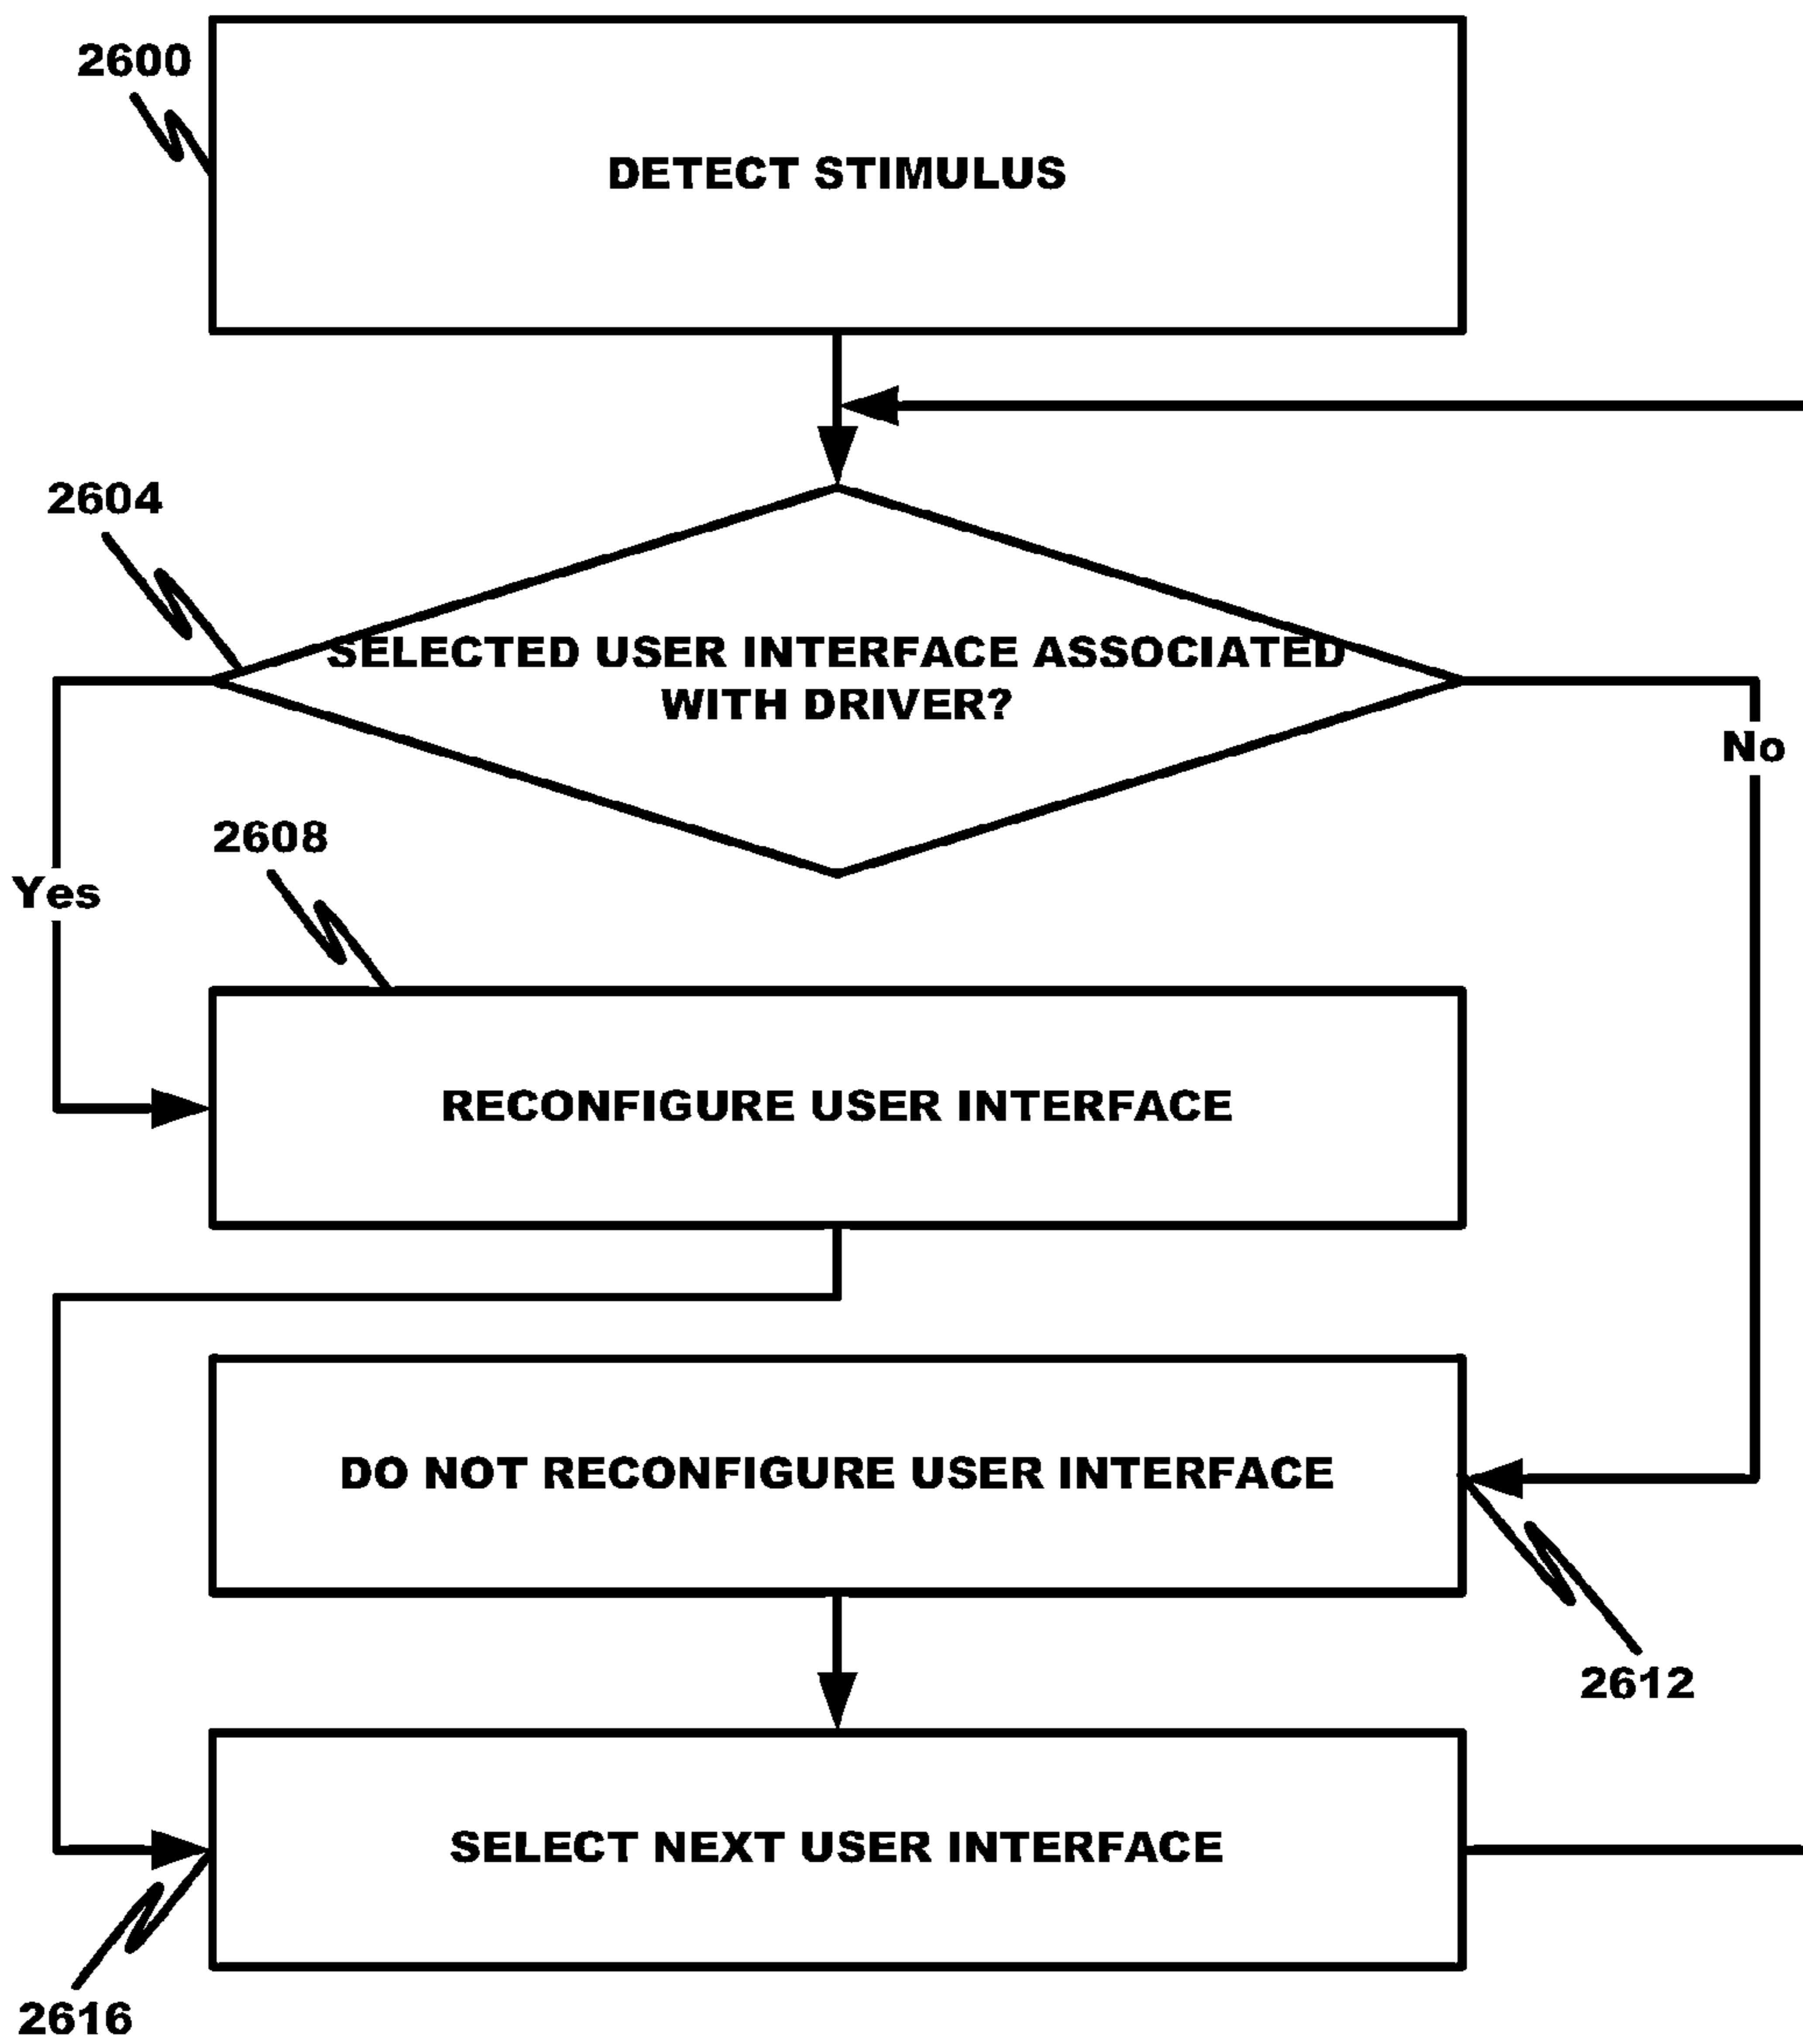 2600
DETECT STIMULUS
2604
SELECTED USER INTERFACE ASSOCIATED
WITH DRIVER?
No
2608
Yes
RECONFIGURE USER INTERFACE
DO NOT RECONFIGURE USER INTERFACE
2612
SELECT NEXT USER INTERFACE
2616